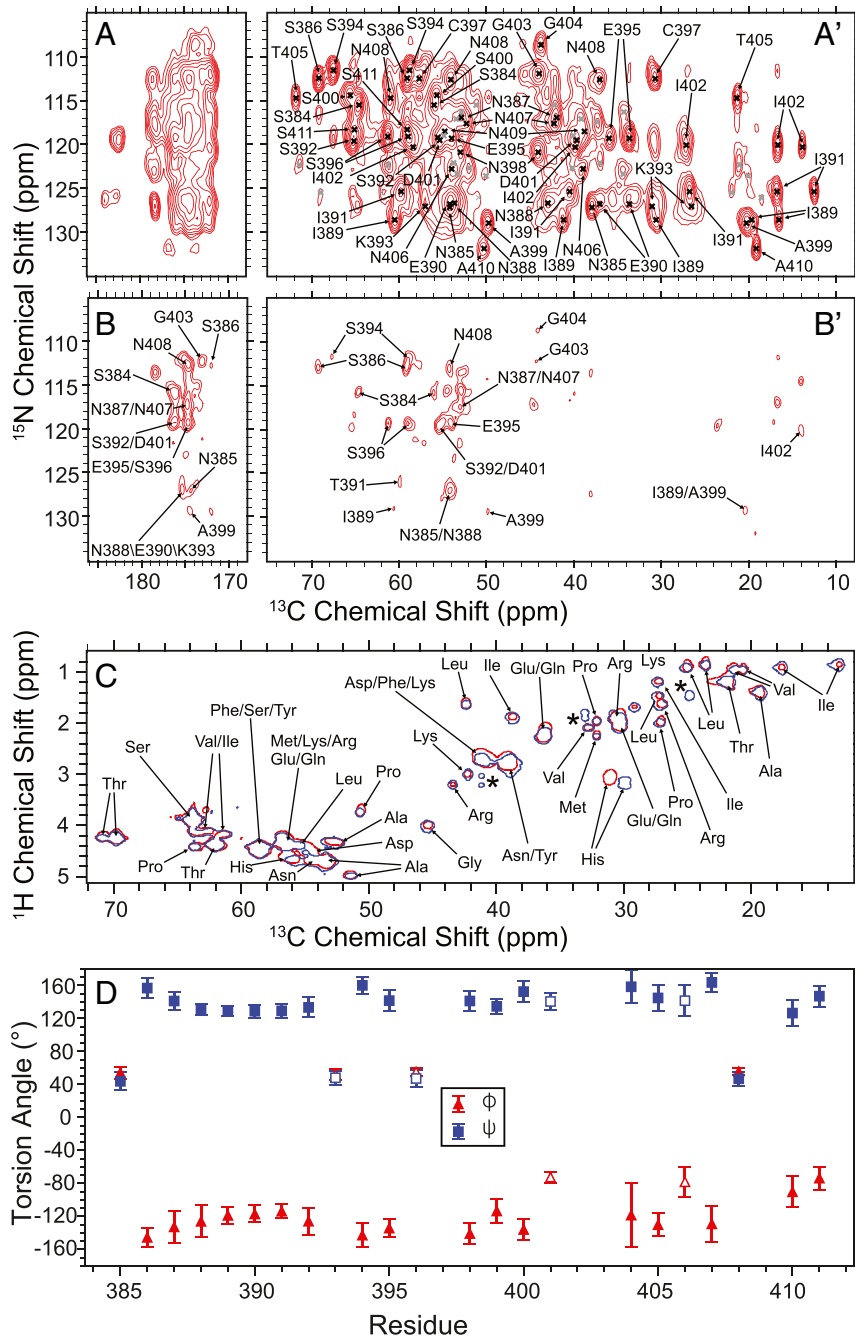 A
105
110
115
120
125
130
A'
S386
S394
T405
N408
S411
S400
S384
S411
S392
S396
I402
S392
D401
I391
I389
K393
N406
E390
N385
A410
N388
A399
S386
S394
C397
N408
S400
S384
G403
G404
N387
N407
N409
E395
N398
D401
I402
N388
I391
N406
I389
N408
E395
C397
K393
N385
E390
I389
I391
T405
I402
I402
I391
I389
A399
A410
15N Chemical Shift (ppm)
B
110
115
120
125
130
G403
S386
N408
S384
N387/N407
S392/D401
E395/S396
N385
A399
N388\E390\K393
180
170
B'
S394
S386
S384
S396
T391
I389
N408
N387/N407
E395
S392/D401
N385/N388
A399
G404
G403
I402
I389/A399
70
60
50
40
30
20
10
13C Chemical Shift (ppm)
C
1
2
3
4
5
Thr
Ser
Val/Ile
Phe/Ser/Tyr
Met/Lys/Arg
Glu/Gln
Leu
Pro
Asp/Phe/Lys
Leu
Ile
Glu/Gln
Pro
Arg
Lys
*
Leu
Val
Ile
Lys
*
Arg
*
Val
Met
Leu
Thr
Ala
Ala
Asp
Gly
Asn/Tyr
His
Glu/Gln
Pro
Ile
Arg
Pro
Thr
His
Asn
Ala
70
60
50
40
30
20
1H Chemical Shift (ppm)
13C Chemical Shift (ppm)
D
160
120
80
40
0
-40
-80
-120
-160
ϕ
ψ
385
390
395
400
405
410
Torsion Angle (°)
Residue